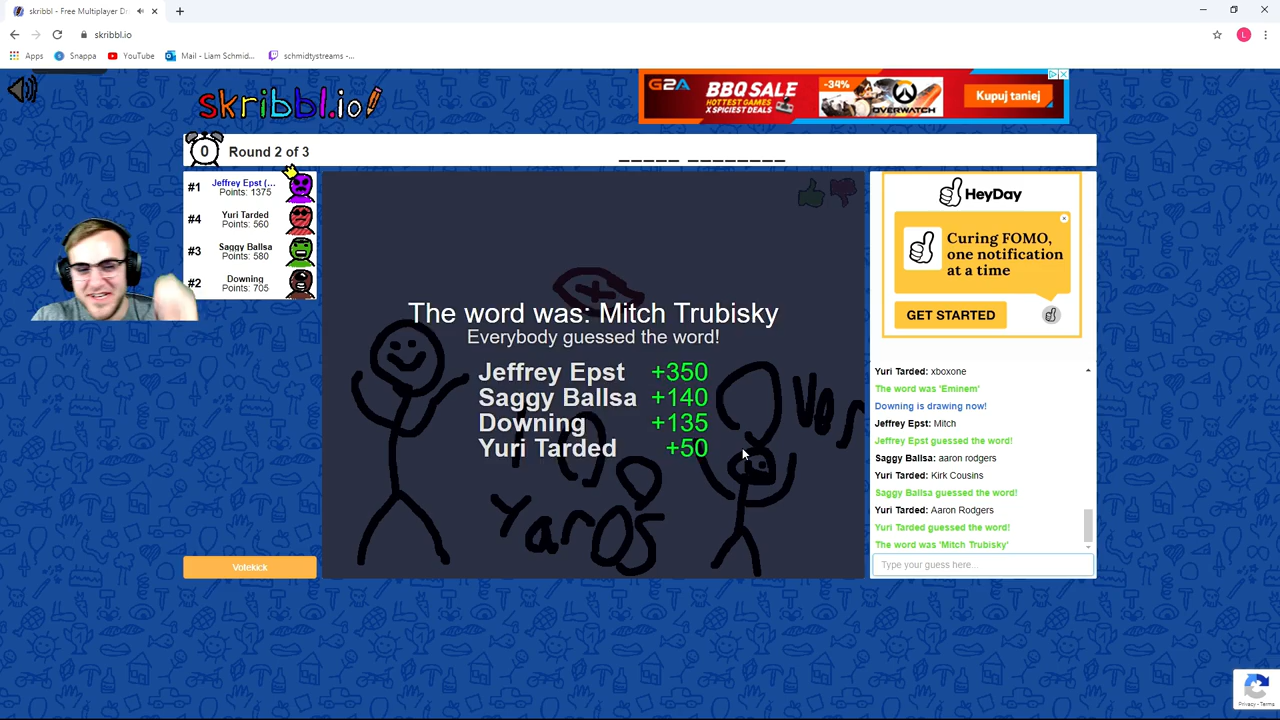 skribbl - Free Multiplayer Dr
skribbl.io
Apps
Snappa
YouTube
Mail - Liam Schmid...
schmidtystreams -...
skribbl.io
G2A
BBQ SALE
HOTTEST GAMES
X SPICIEST DEALS
-34%
OVERWATCH
Kupuj taniej
0
Round 2 of 3
_____ ________
#1
Jeffrey Epst (...
Points: 1375
#4
Yuri Tarded
Points: 560
#3
Saggy Ballsa
Points: 580
#2
Downing
Points: 705
Votekick
The word was: Mitch Trubisky
Everybody guessed the word!
Jeffrey Epst +350
Saggy Ballsa +140
Downing +135
Yuri Tarded +50
Yards
HeyDay
Curing FOMO,
one notification
at a time
GET STARTED
Yuri Tarded: xboxone
The word was 'Eminem'
Downing is drawing now!
Jeffrey Epst: Mitch
Jeffrey Epst guessed the word!
Saggy Ballsa: aaron rodgers
Yuri Tarded: Kirk Cousins
Saggy Ballsa guessed the word!
Yuri Tarded: Aaron Rodgers
Yuri Tarded guessed the word!
The word was 'Mitch Trubisky'
Type your guess here...
Privacy - Terms